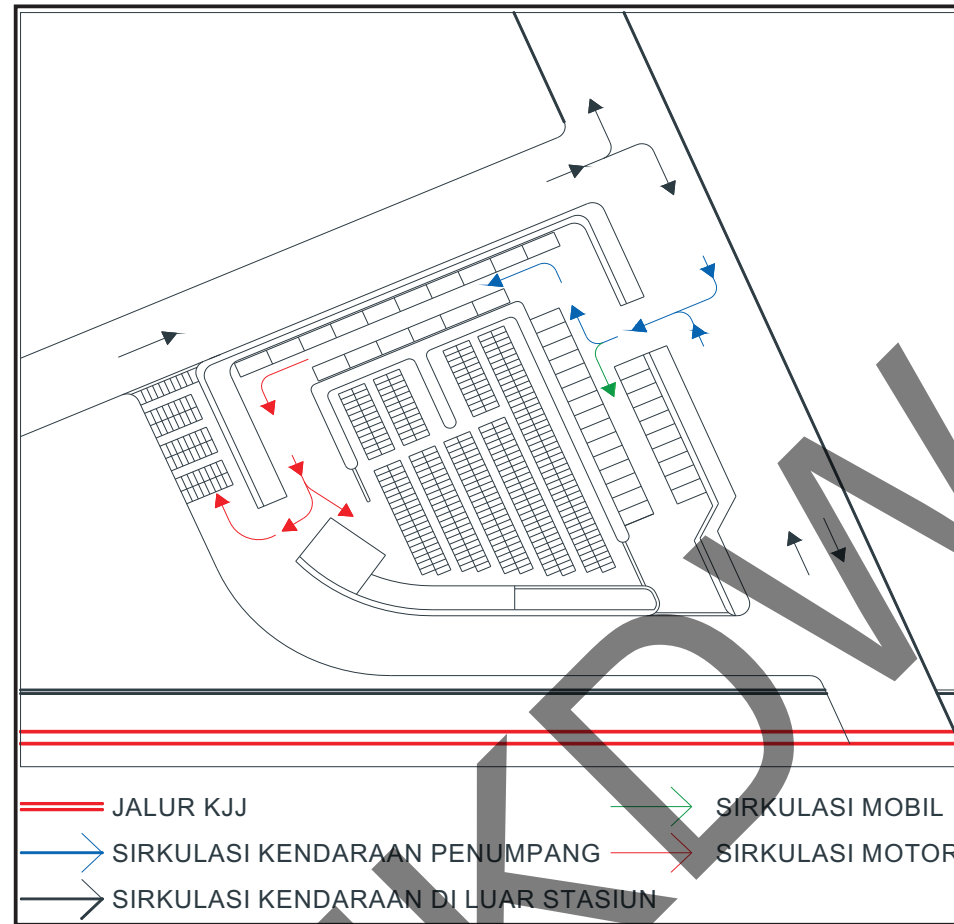 JALUR KJJ
SIRKULASI MOBIL
SIRKULASI KENDARAAN PENUMPANG
SIRKULASI MOTOR
SIRKULASI KENDARAAN DI LUAR STASIUN
KDW